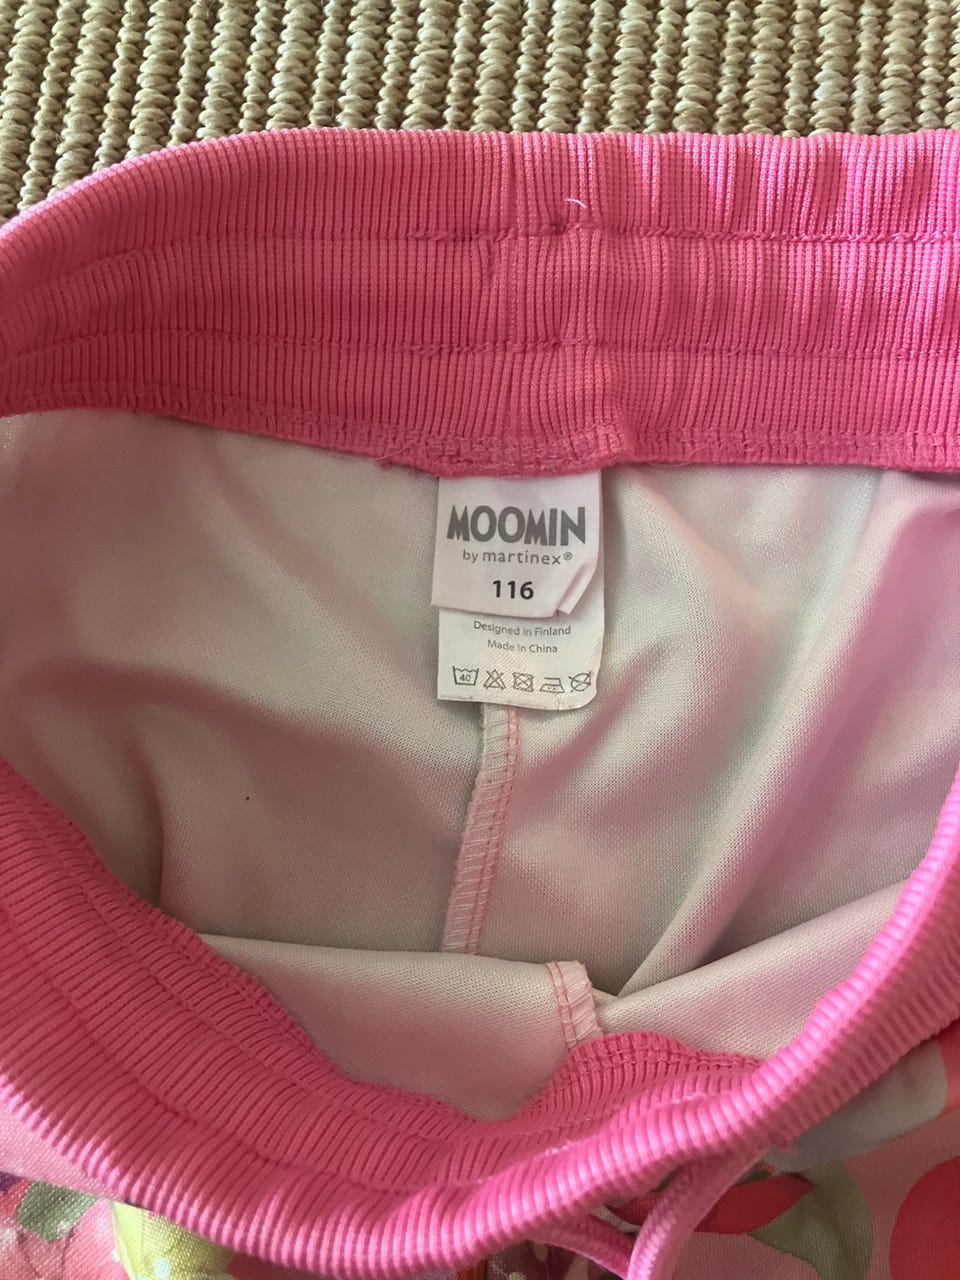 MOOMIN
by martinex®
116
Designed in Finland
Made in China
40